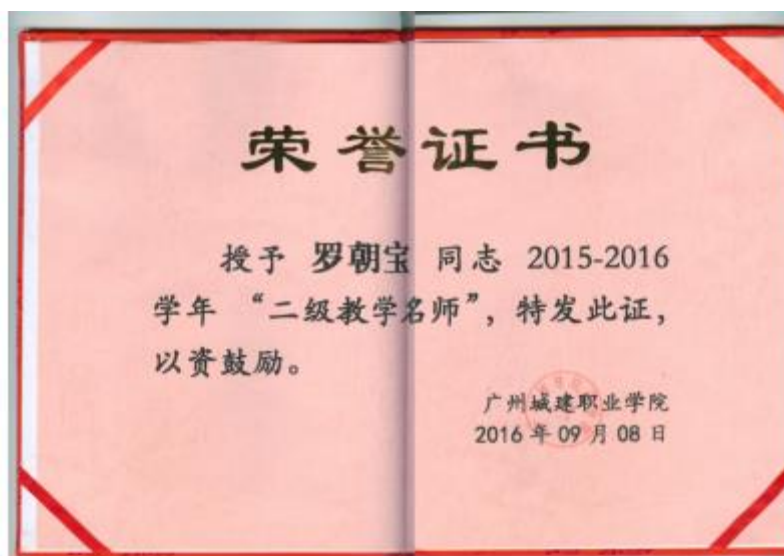 荣誉证书
授予 罗朝宝 同志 2015-2016
学年 “二级教学名师”，特发此证，
以资鼓励。
广州城建职业学院
2016 年 09 月 08 日